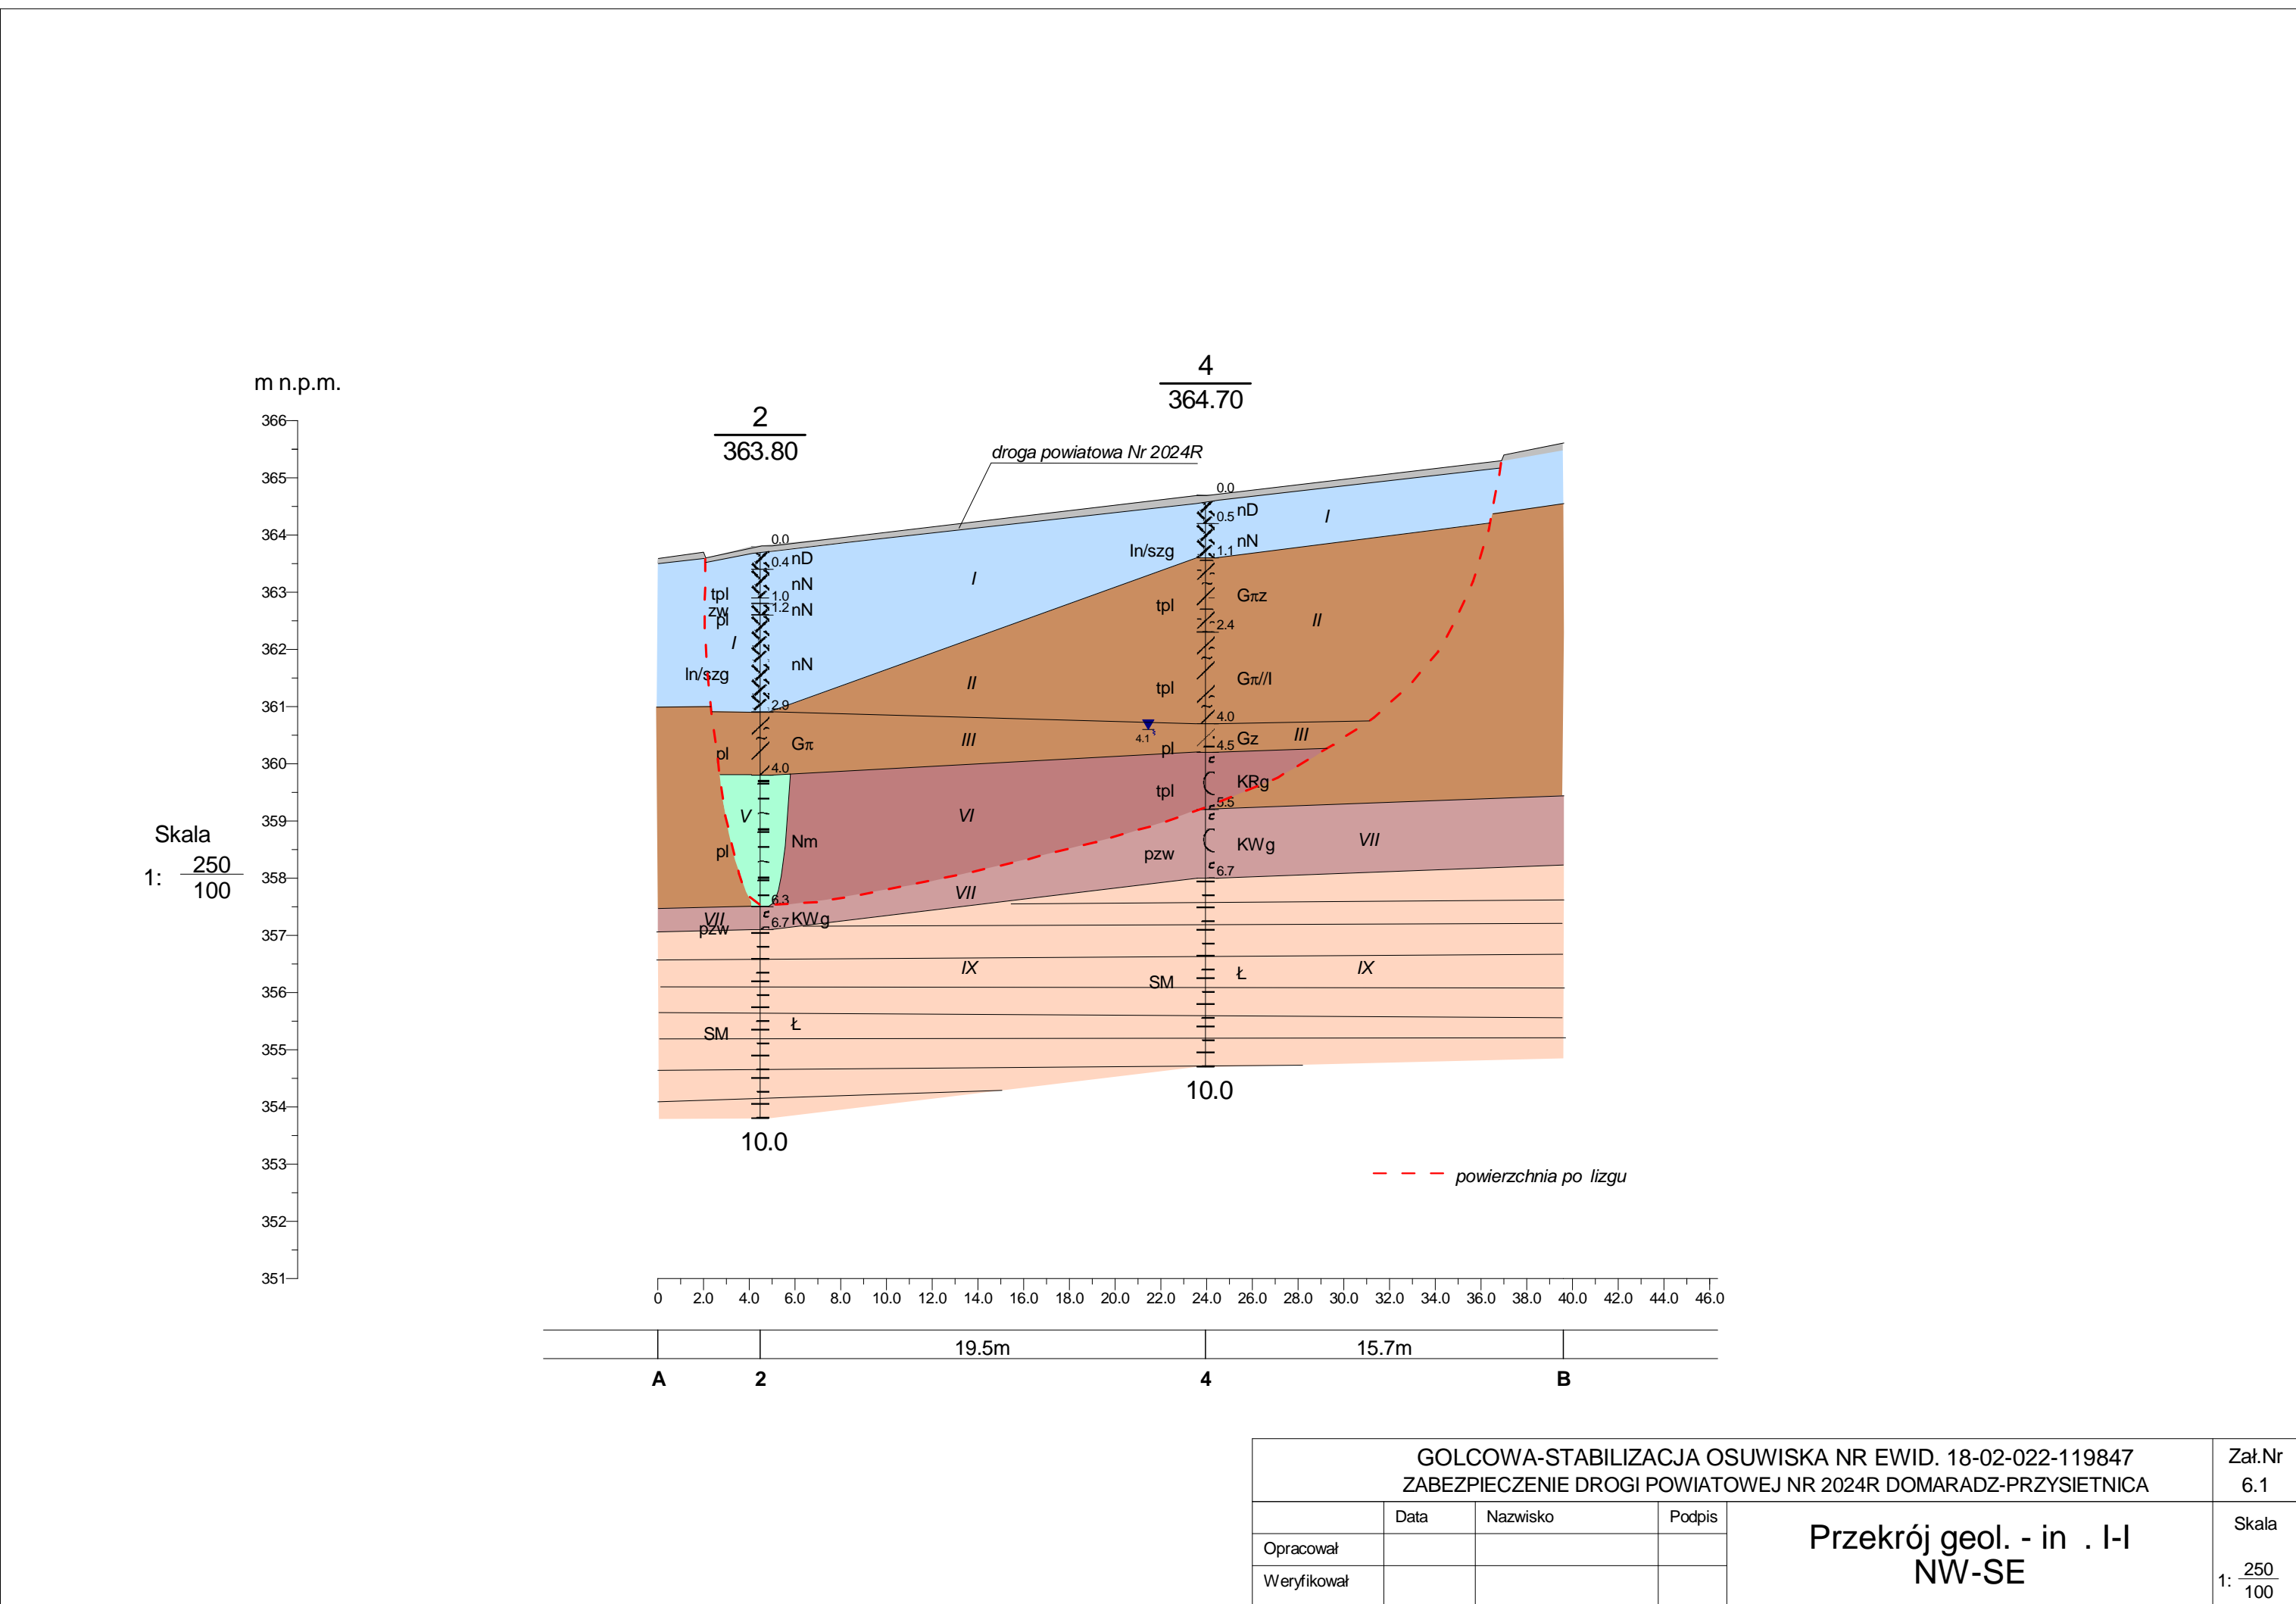 m n.p.m.
366
365
364
363
362
361
360
359
358
357
356
355
354
353
352
351
Skala
1: 250
100
2
363.80
4
364.70
droga powiatowa Nr 2024R
0.0
0.4 nD
nN
tpl
1.0
1.2 nN
zw
pl
I
nN
ln/szg
2.9
Gπ
pl
4.0
V
Nm
pl
6.3
VII
6.7 KWg
pzw
SM
Ł
10.0
I
II
III
VI
VII
IX
0.0
0.5 nD
nN
ln/szg
1.1
Gπz
tpl
2.4
Gπ//I
tpl
4.0
4.1
Gz
pl
4.5
KRg
tpl
5.5
KWg
pzw
6.7
SM
Ł
10.0
I
II
III
VII
IX
powierzchnia po lizgu
0 2.0 4.0 6.0 8.0 10.0 12.0 14.0 16.0 18.0 20.0 22.0 24.0 26.0 28.0 30.0 32.0 34.0 36.0 38.0 40.0 42.0 44.0 46.0
19.5m 15.7m
A 2 4 B
GOLCOWA-STABILIZACJA OSUWISKA NR EWID. 18-02-022-119847
ZABEZPIECZENIE DROGI POWIATOWEJ NR 2024R DOMARADZ-PRZYSIETNICA
Zał.Nr
6.1
Data Nazwisko Podpis
Opracował
Weryfikował
Przekrój geol. - in . I-I
NW-SE
Skala
1: 250
100